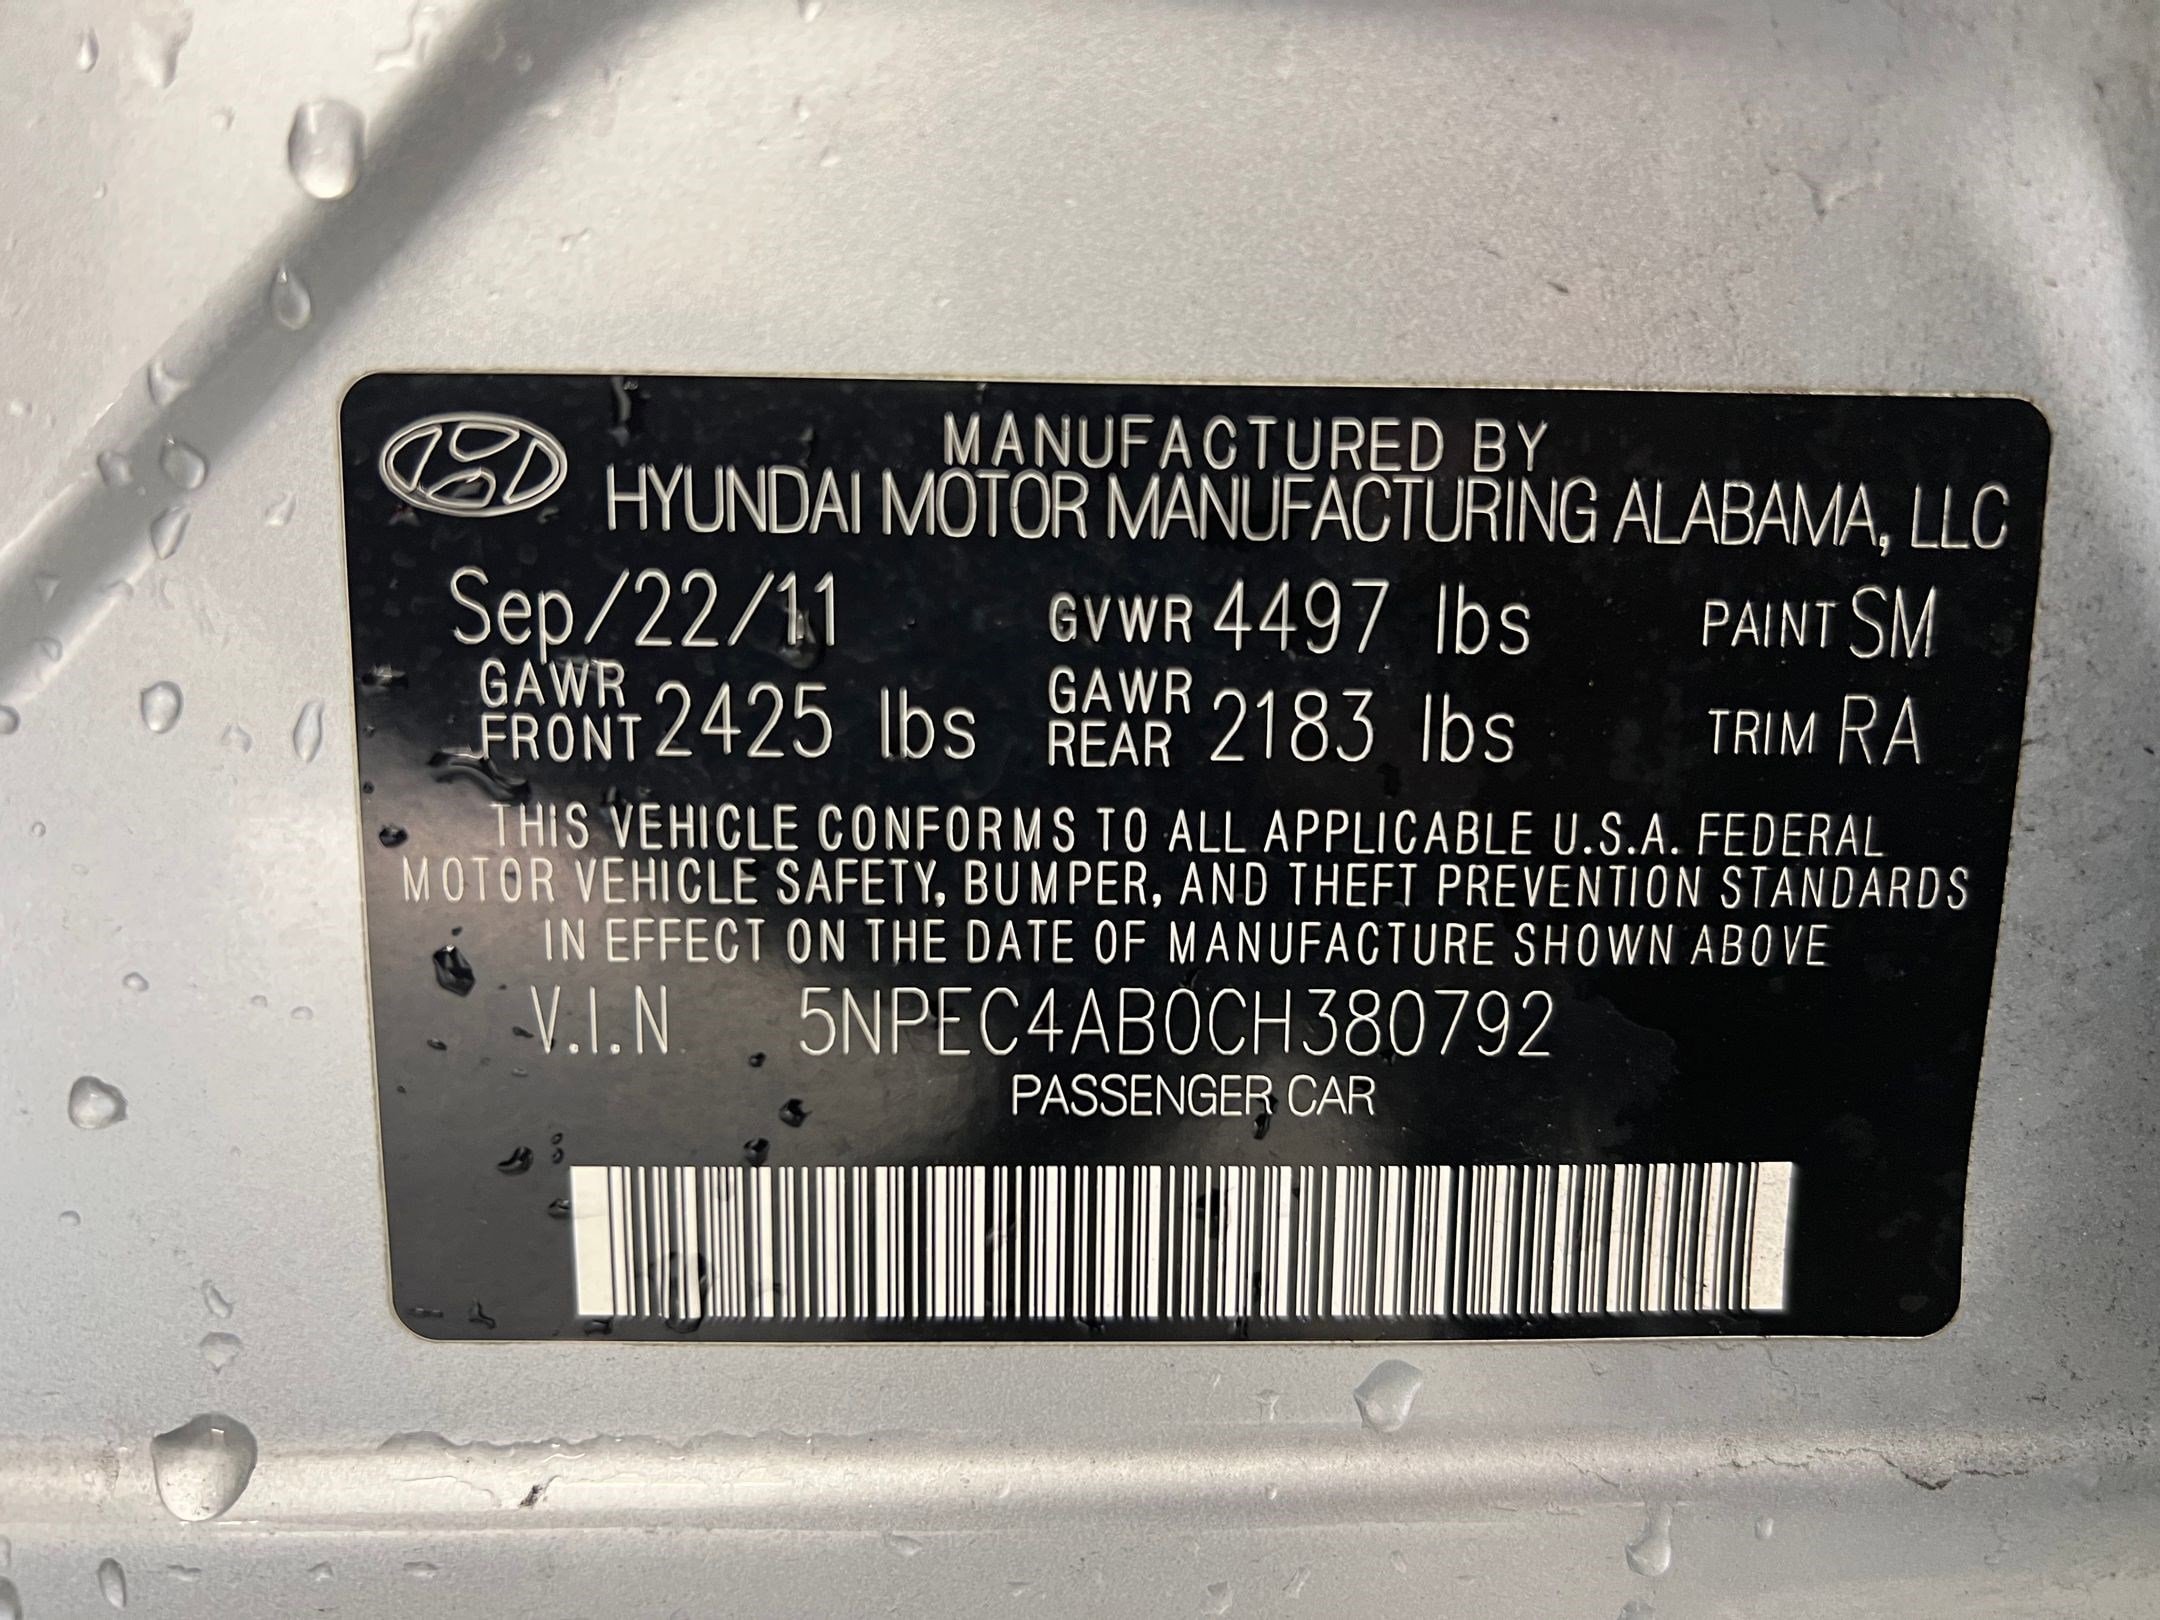 MANUFACTURED BY
HYUNDAI MOTOR MANUFACTURING ALABAMA, LLC
Sep/22/11 GVWR 4497 lbs PAINT SM
GAWR FRONT 2425 lbs GAWR REAR 2183 lbs TRIM RA
THIS VEHICLE CONFORMS TO ALL APPLICABLE U.S.A. FEDERAL
MOTOR VEHICLE SAFETY, BUMPER, AND THEFT PREVENTION STANDARDS
IN EFFECT ON THE DATE OF MANUFACTURE SHOWN ABOVE
V.I.N 5NPEC4AB0CH380792
PASSENGER CAR